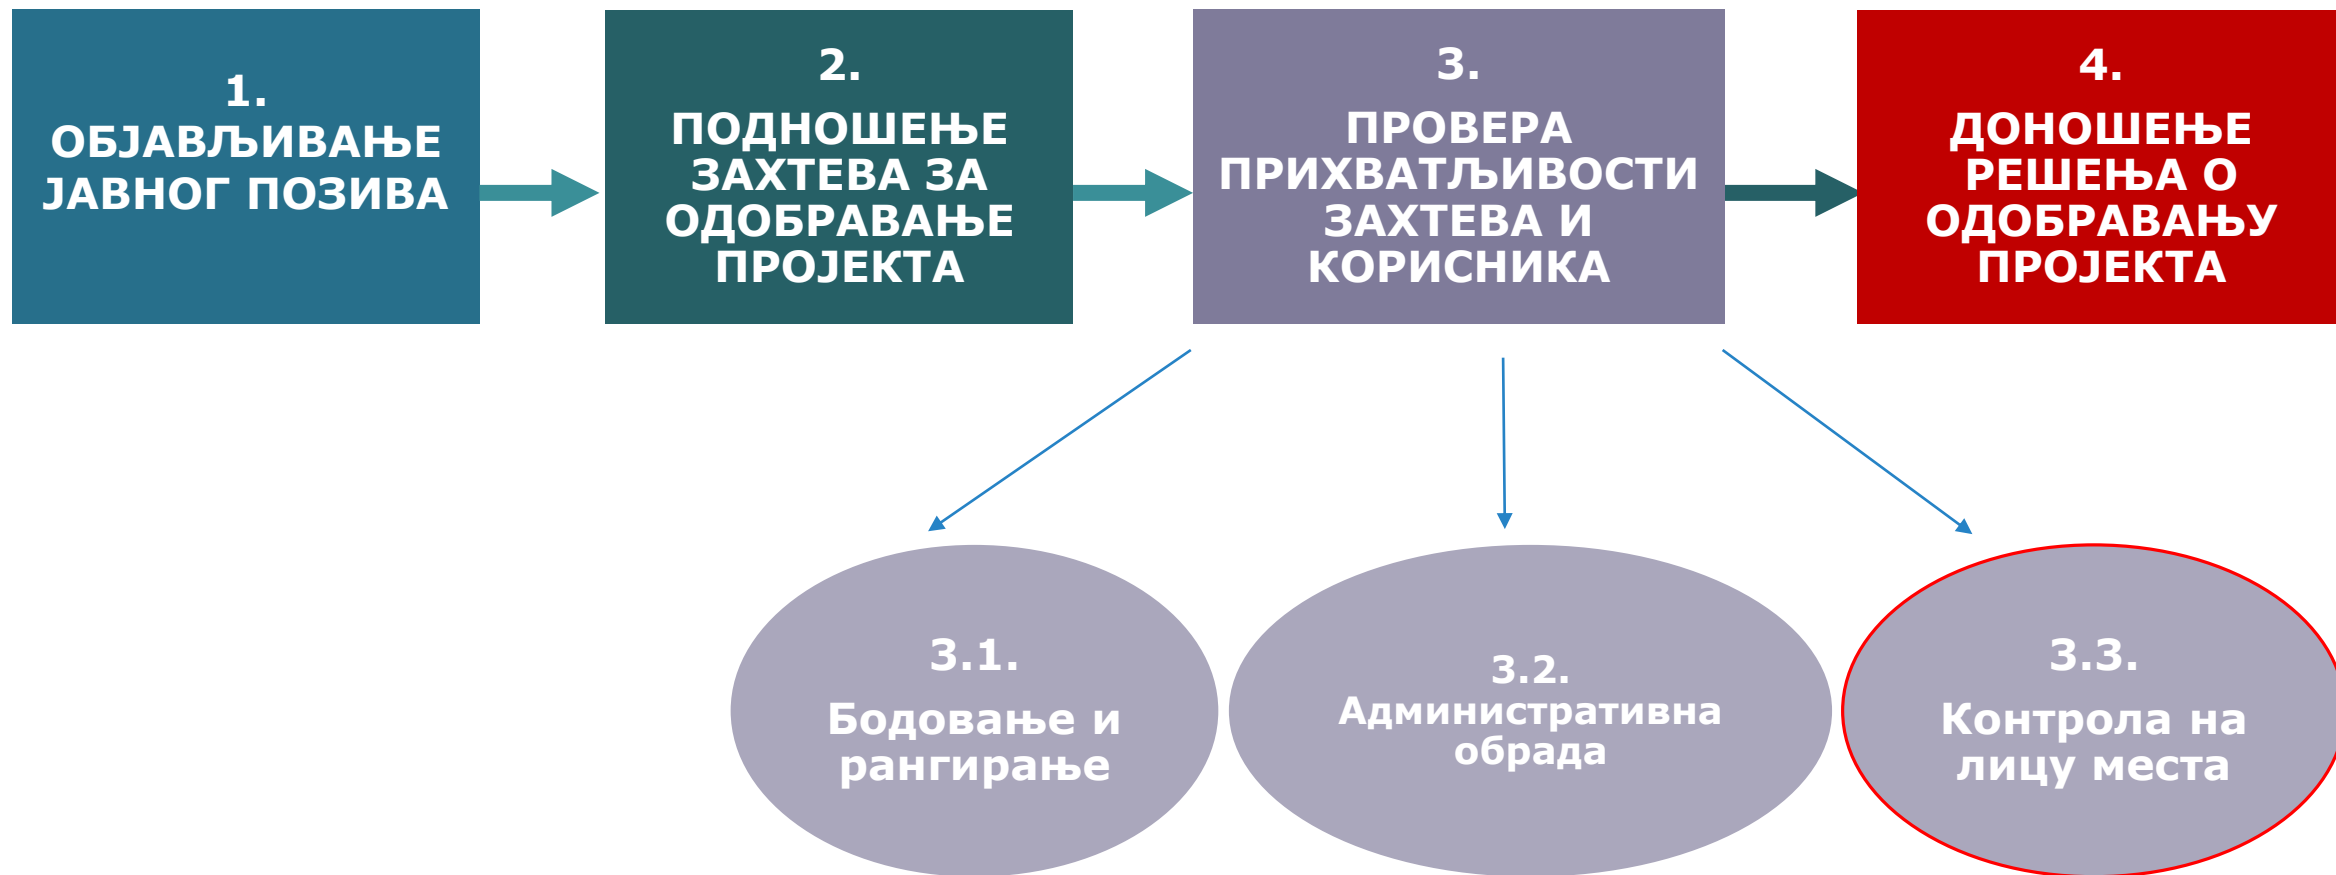 1.
ОБЈАВЉИВАЊЕ
ЈАВНОГ ПОЗИВА
2.
ПОДНОШЕЊЕ
ЗАХТЕВА ЗА
ОДОБРАВАЊЕ
ПРОЈЕКТА
3.
ПРОВЕРА
ПРИХВАТЉИВОСТИ
ЗАХТЕВА И
КОРИСНИКА
4.
ДОНОШЕЊЕ
РЕШЕЊА О
ОДОБРАВАЊУ
ПРОЈЕКТА
3.1.
Бодовање и
рангирање
3.2.
Административна
обрада
3.3.
Контрола на
лицу места